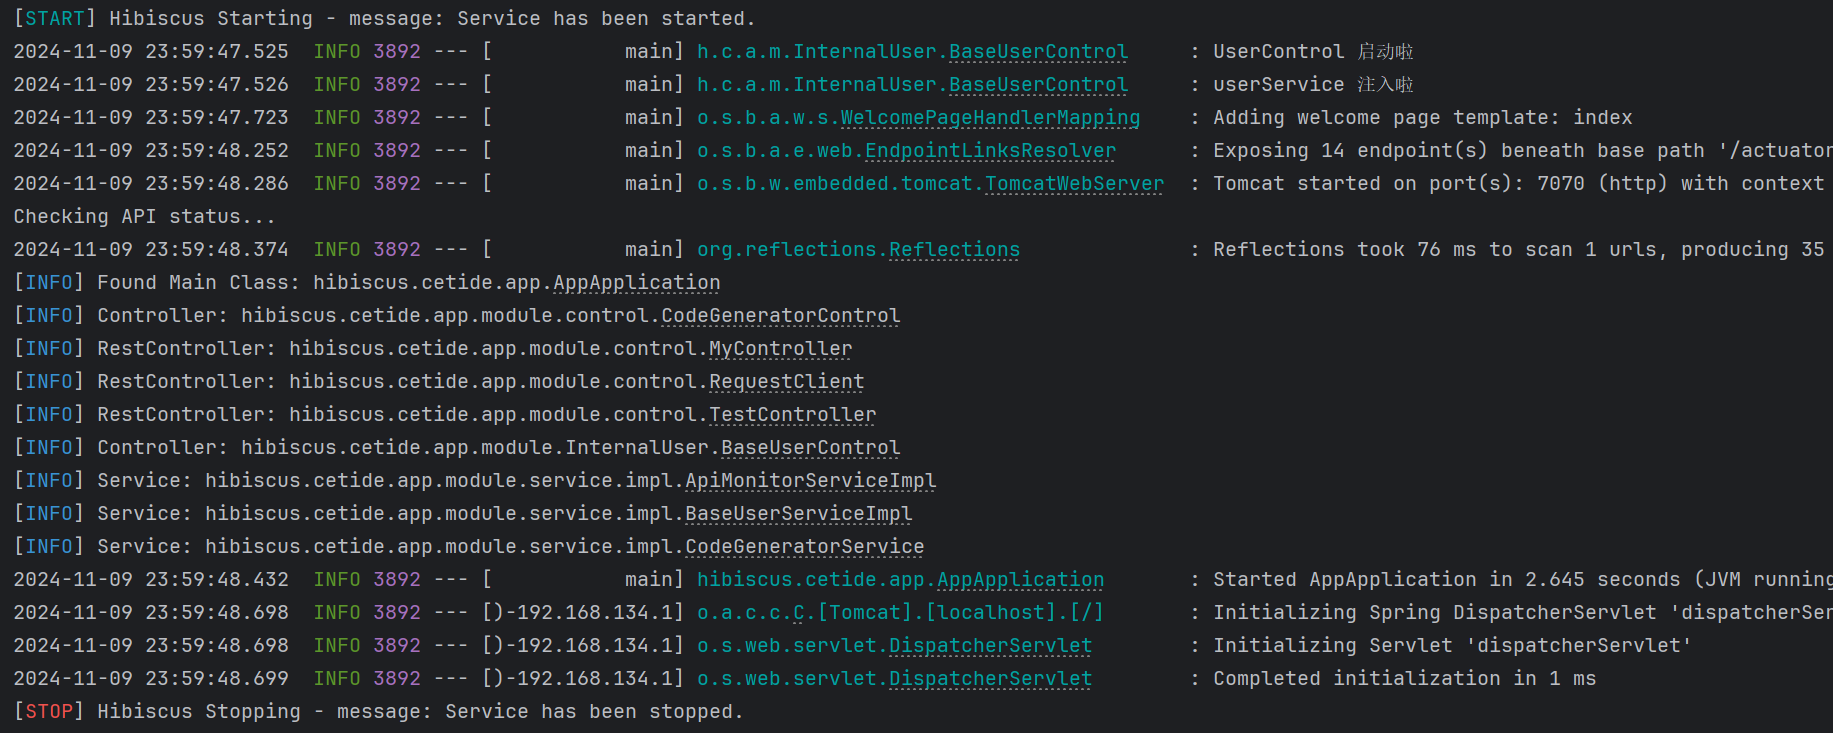 [START] Hibiscus Starting - message: Service has been started.
2024-11-09 23:59:47.525  INFO 3892 --- [           main] h.c.a.m.InternalUser.BaseUserControl     : UserControl 启动啦
2024-11-09 23:59:47.526  INFO 3892 --- [           main] h.c.a.m.InternalUser.BaseUserControl     : userService 注入啦
2024-11-09 23:59:47.723  INFO 3892 --- [           main] o.s.b.a.w.s.WelcomePageHandlerMapping    : Adding welcome page template: index
2024-11-09 23:59:48.252  INFO 3892 --- [           main] o.s.b.a.e.web.EndpointLinksResolver      : Exposing 14 endpoint(s) beneath base path '/actuator
2024-11-09 23:59:48.286  INFO 3892 --- [           main] o.s.b.w.embedded.tomcat.TomcatWebServer  : Tomcat started on port(s): 7070 (http) with context
Checking API status...
2024-11-09 23:59:48.374  INFO 3892 --- [           main] org.reflections.Reflections              : Reflections took 76 ms to scan 1 urls, producing 35
[INFO] Found Main Class: hibiscus.cetide.app.AppApplication
[INFO] Controller: hibiscus.cetide.app.module.control.CodeGeneratorControl
[INFO] RestController: hibiscus.cetide.app.module.control.MyController
[INFO] RestController: hibiscus.cetide.app.module.control.RequestClient
[INFO] RestController: hibiscus.cetide.app.module.control.TestController
[INFO] Controller: hibiscus.cetide.app.module.InternalUser.BaseUserControl
[INFO] Service: hibiscus.cetide.app.module.service.impl.ApiMonitorServiceImpl
[INFO] Service: hibiscus.cetide.app.module.service.impl.BaseUserServiceImpl
[INFO] Service: hibiscus.cetide.app.module.service.impl.CodeGeneratorService
2024-11-09 23:59:48.432  INFO 3892 --- [           main] hibiscus.cetide.app.AppApplication       : Started AppApplication in 2.645 seconds (JVM running
2024-11-09 23:59:48.698  INFO 3892 --- [)-192.168.134.1] o.a.c.c.C.[Tomcat].[localhost].[/]       : Initializing Spring DispatcherServlet 'dispatcherSer
2024-11-09 23:59:48.698  INFO 3892 --- [)-192.168.134.1] o.s.web.servlet.DispatcherServlet        : Initializing Servlet 'dispatcherServlet'
2024-11-09 23:59:48.699  INFO 3892 --- [)-192.168.134.1] o.s.web.servlet.DispatcherServlet        : Completed initialization in 1 ms
[STOP] Hibiscus Stopping - message: Service has been stopped.